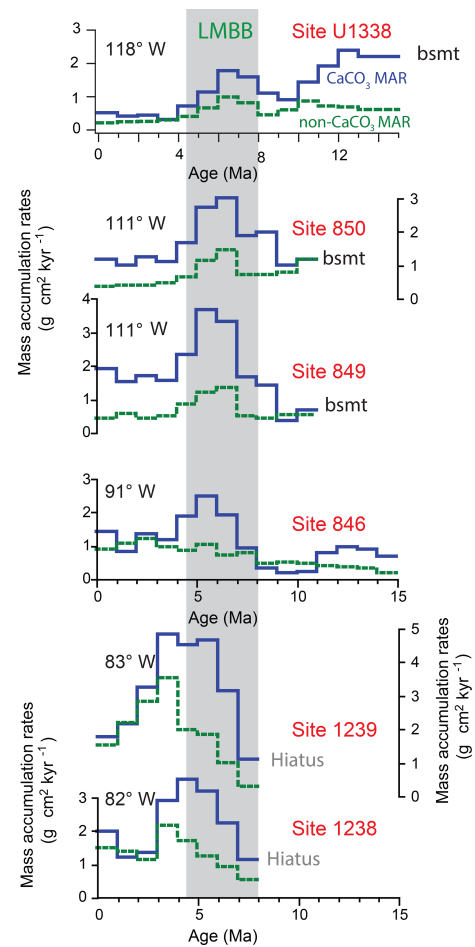 LMBB
3
118° W
Site U1338
bsmt
2
CaCO3 MAR
1
non-CaCO3 MAR
0
0 4 8 12
Age (Ma)
111° W
3
Site 850
2
bsmt
1
0
Mass accumulation rates
(g cm2 kyr -1)
4
111° W
3
2
Site 849
1
bsmt
0
3
91° W
2
Site 846
1
0
0 5 10 15
Age (Ma)
83° W
5
4
3
Site 1239
2
Hiatus
1
0
Mass accumulation rates
(g cm2 kyr -1)
Mass accumulation rates
(g cm2 kyr -1)
3
82° W
2
Site 1238
1
Hiatus
0
0 5 10 15
Age (Ma)